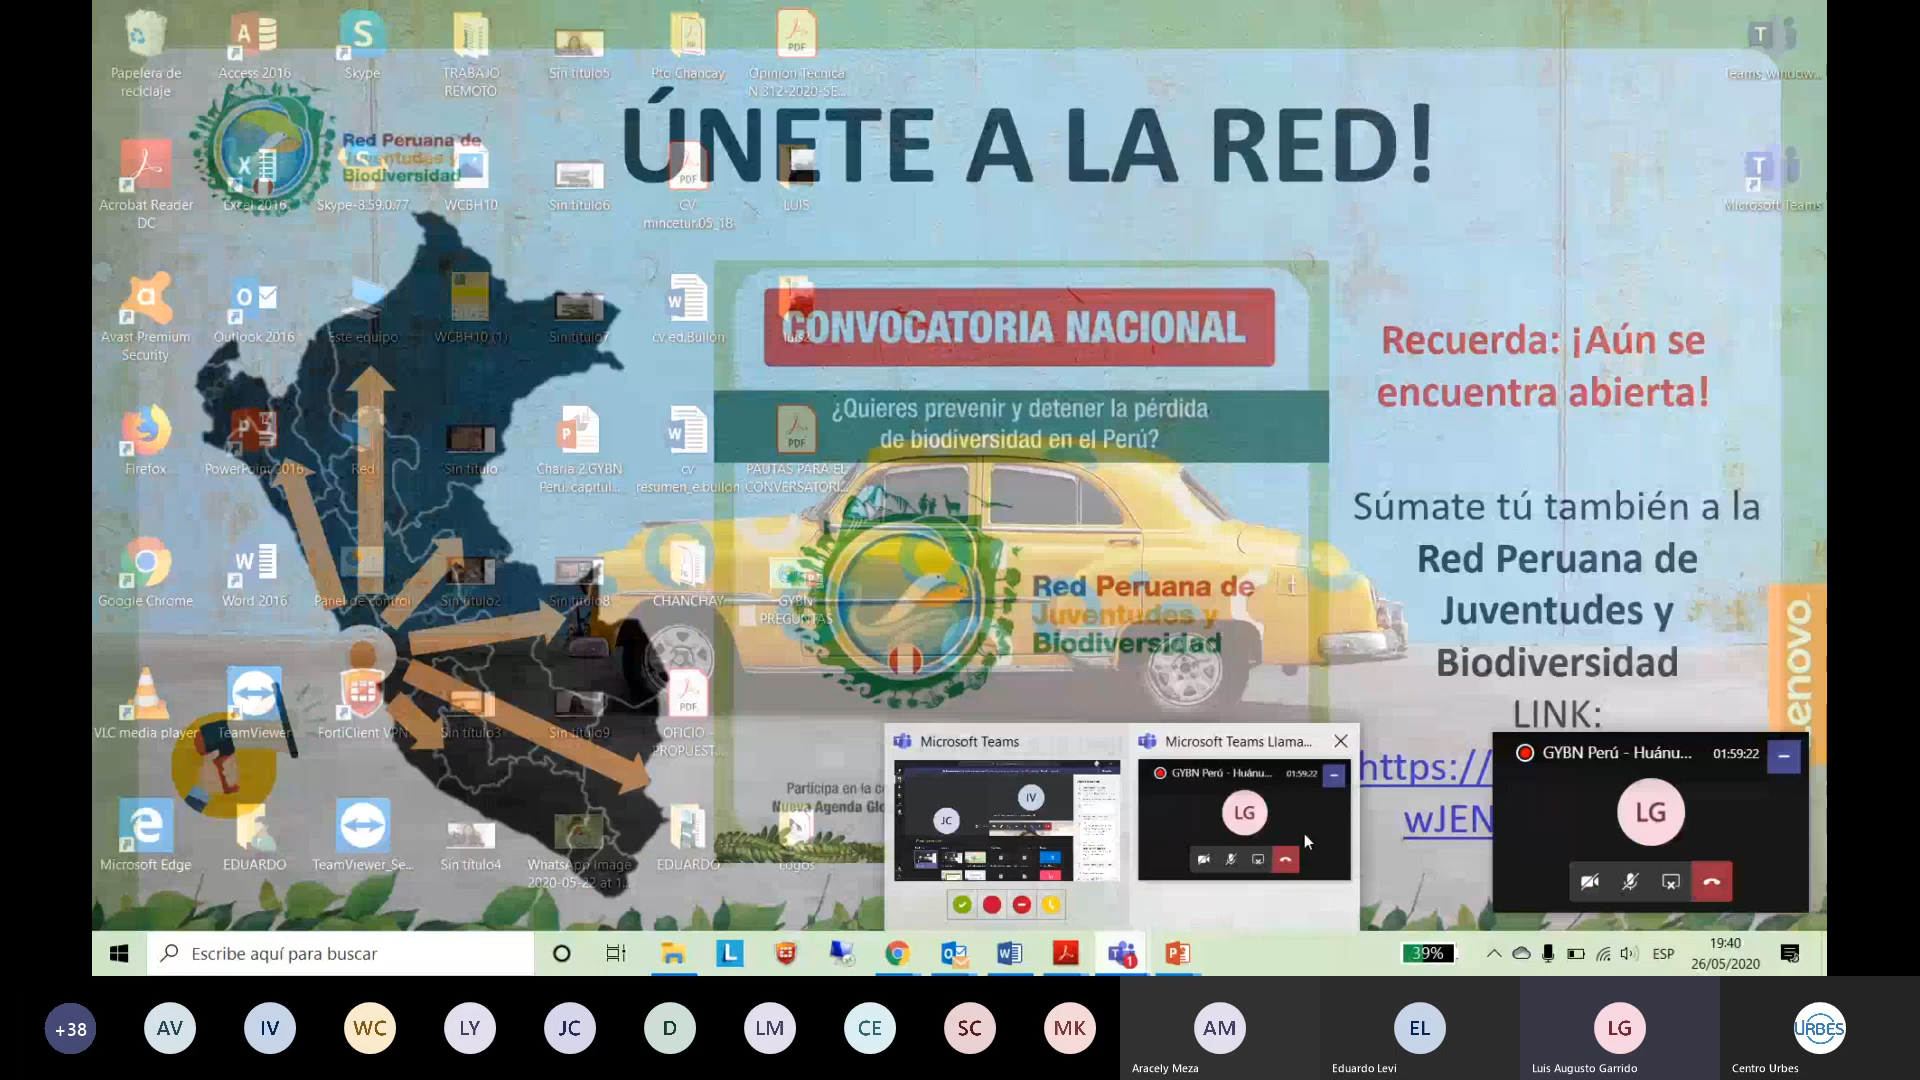 Papelera de
reciclaje
Access 2016
Skype
TRABAJO
REMOTO
Sin título5
Pto Chancay
Opinion Tecnica
N 312-2020-SE...
Teams_window...
ÚNETE A LA RED!
Red Peruana de
Juventudes y
Biodiversidad
Acrobat Reader
DC
Excel 2016
Skype-8.59.0.77
WCBH10
Sin título6
CV
mincetur.05_18
LUIS
Microsoft Teams
CONVOCATORIA NACIONAL
Avast Premium
Security
Outlook 2016
Este equipo
WCBH10 (1)
Sin título7
cv.ed.Bullon
Recuerda: ¡Aún se
encuentra abierta!
¿Quieres prevenir y detener la pérdida
de biodiversidad en el Perú?
Firefox
PowerPoint 2016
Red
Sin título
Charla 2.GYBN
Peru.capitul...
cv
resumen_e.bullon
PAUTAS PARA EL
CONVERSATORI...
Súmate tú también a la
Red Peruana de
Juventudes y
Biodiversidad
LINK:
https://
wJEN
Google Chrome
Word 2016
Panel de control
Sin título2
Sin título8
CHANCHAY
GYBN
PREGUNTAS
Red Peruana de
Juventudes y
Biodiversidad
Lenovo
VLC media player
TeamViewer
FortiClient VPN
Sin título3
Sin título9
OFICIO
PROPUEST...
Participa en la c
Nueva Agenda Glo
Microsoft Edge
EDUARDO
TeamViewer_Se...
Sin título4
WhatsApp Image
2020-05-22 at 1...
EDUARDO
Logos
Microsoft Teams
JC
IV
Microsoft Teams Llama...
GYBN Perú - Huánu...
01:59:22
LG
GYBN Perú - Huánu...
01:59:22
LG
Escribe aquí para buscar
39%
ESP
19:40
26/05/2020
+38
AV
IV
WC
LY
JC
D
LM
CE
SC
MK
AM
Aracely Meza
EL
Eduardo Levi
LG
Luis Augusto Garrido
URBES
Centro Urbes